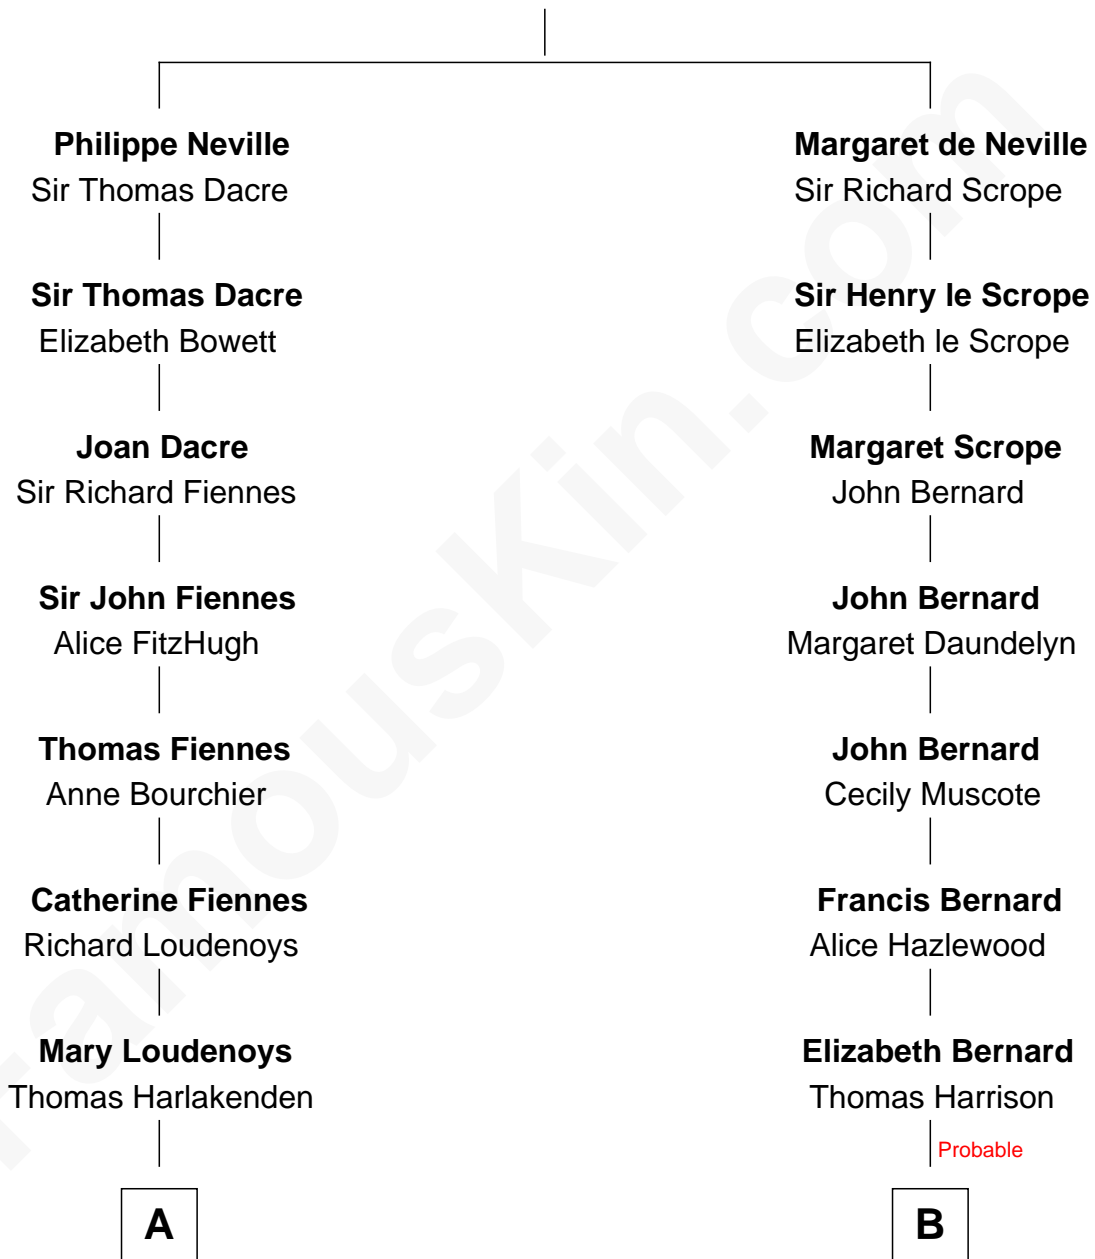 Philippe Neville
Sir Thomas Dacre
Margaret de Neville
Sir Richard Scrope
Sir Thomas Dacre
Elizabeth Bowett
Sir Henry le Scrope
Elizabeth le Scrope
Joan Dacre
Sir Richard Fiennes
Margaret Scrope
John Bernard
Sir John Fiennes
Alice FitzHugh
John Bernard
Margaret Daundelyn
Thomas Fiennes
Anne Bourchier
John Bernard
Cecily Muscote
Catherine Fiennes
Richard Loudenoys
Francis Bernard
Alice Hazlewood
Mary Loudenoys
Thomas Harlakenden
Elizabeth Bernard
Thomas Harrison
Probable
A
B
famouskin.com